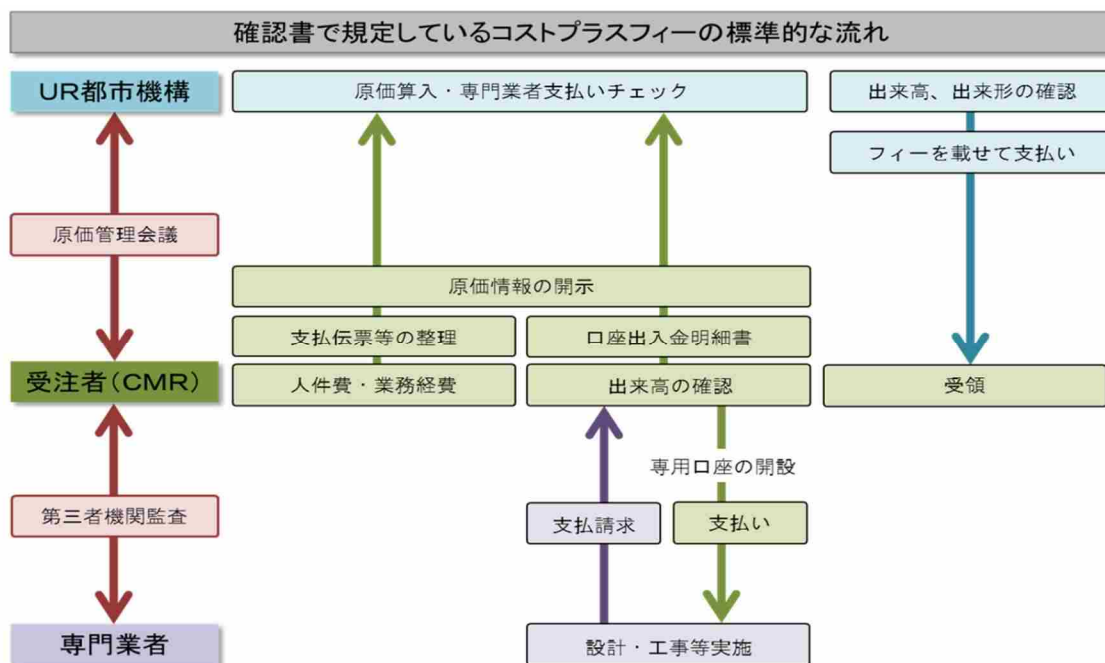 確認書で規定しているコストプラスフィーの標準的な流れ
UR都市機構
原価算入・専門業者支払いチェック
出来高、出来形の確認
フィーを載せて支払い
原価管理会議
原価情報の開示
支払伝票等の整理
口座出入金明細書
受注者(CMR)
人件費・業務経費
出来高の確認
受領
専用口座の開設
第三者機関監査
支払請求
支払い
専門業者
設計・工事等実施